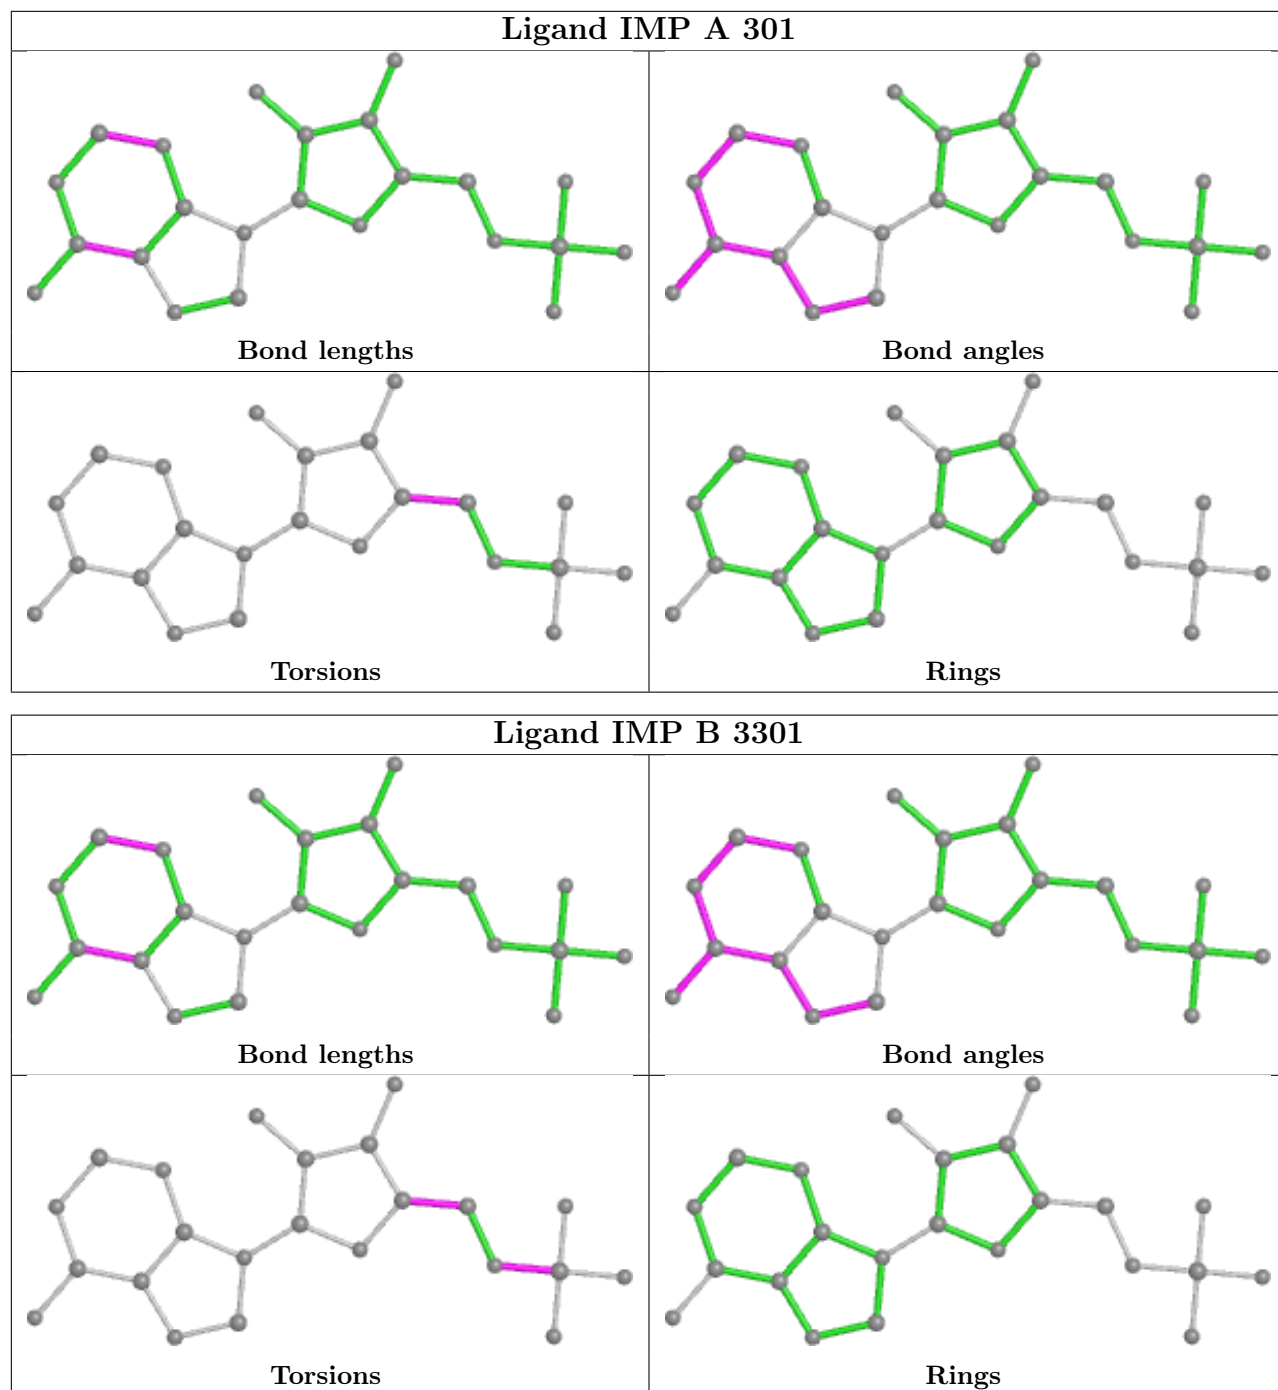 Ligand IMP A 301
Bond lengths
Bond angles
Torsions
Rings
Ligand IMP B 3301
Bond lengths
Bond angles
Torsions
Rings